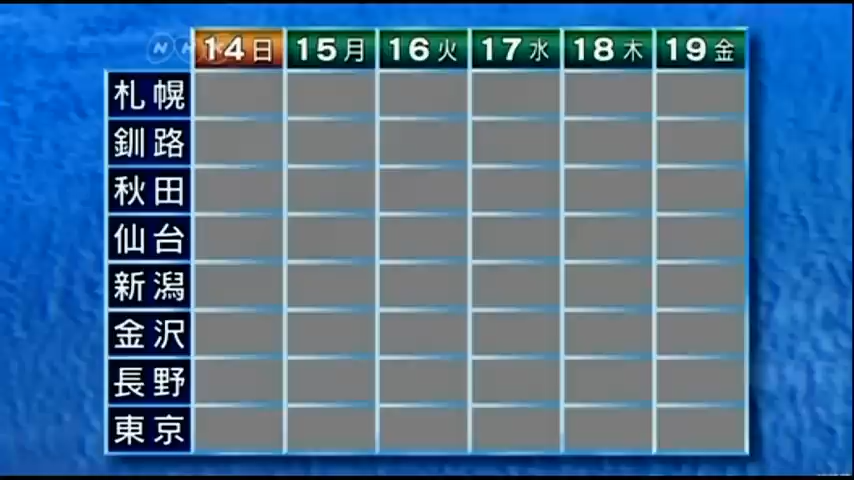 NHK
14日 15月 16火 17水 18木 19金
札幌
釧路
秋田
仙台
新潟
金沢
長野
東京